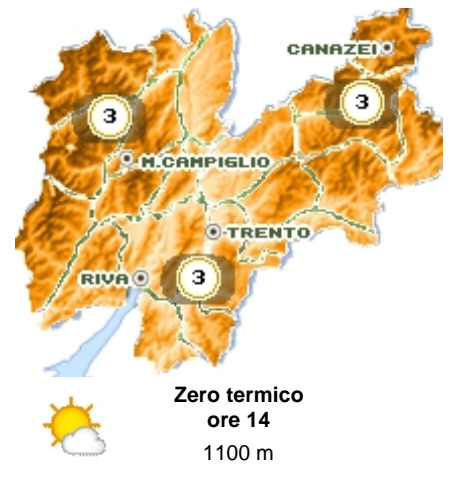 CANAZEI
3
3
M.CAMPIGLIO
TRENTO
RIVA
3
Zero termico
ore 14
1100 m